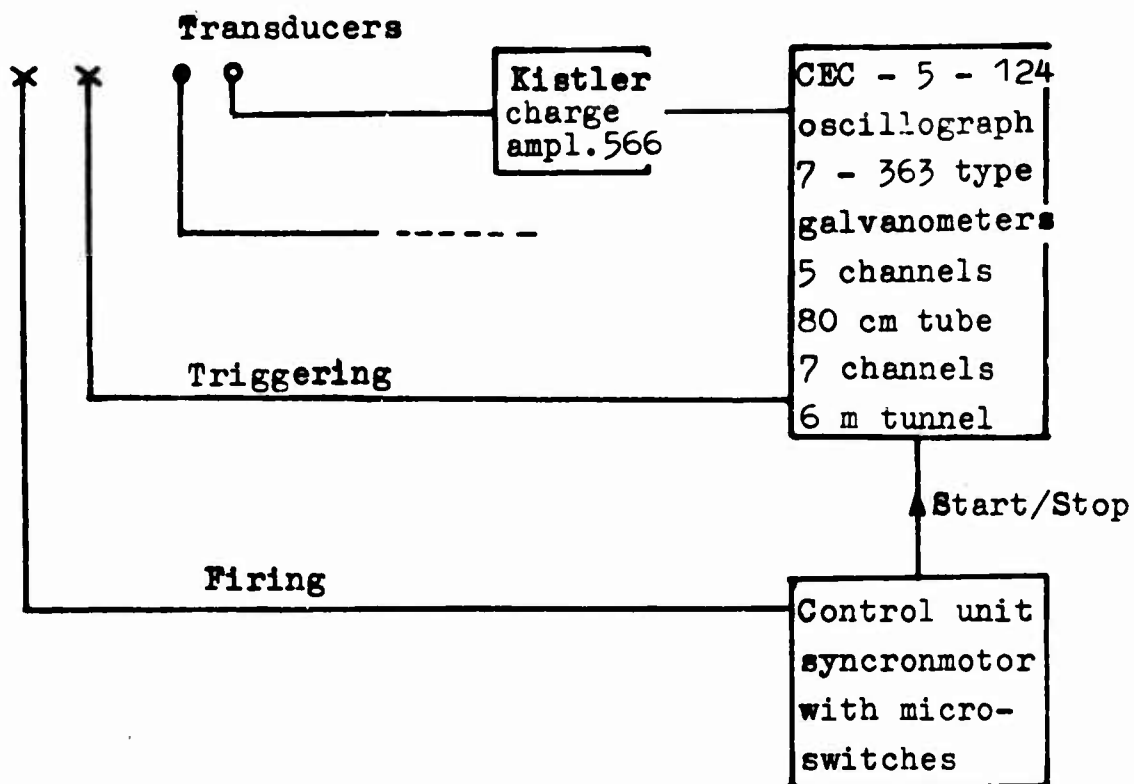 Transducers
Kistler
charge
ampl.566
CEC - 5 - 124
oscillograph
7 - 363 type
galvanometers
5 channels
80 cm tube
7 channels
6 m tunnel
Triggering
Start/Stop
Firing
Control unit
syncronmotor
with micro-
switches